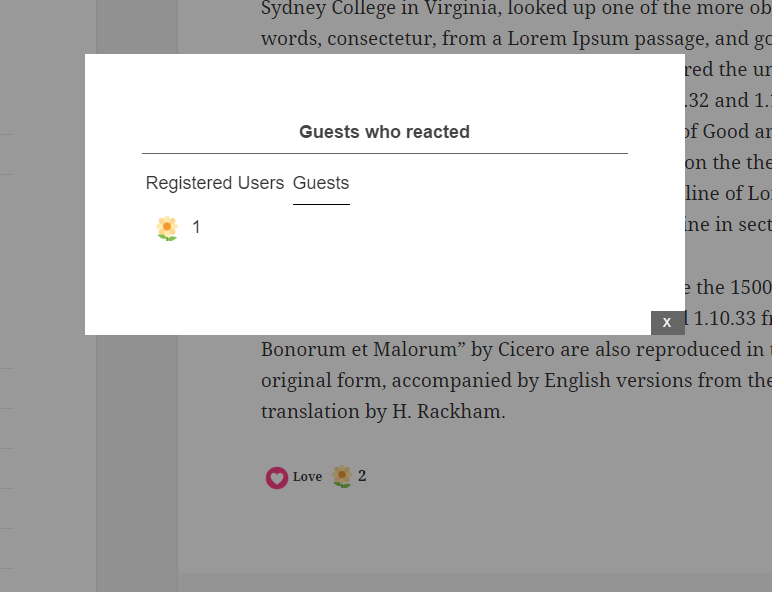 Sydney College in Virginia, looked up one of the more ob
words, consectetur, from a Lorem Ipsum passage, and go
red the un
.32 and 1.
of Good an
on the the
line of Lo
ine in sect
Guests who reacted
Registered Users Guests
1
e the 1500
1.10.33 fr
X
Bonorum et Malorum” by Cicero are also reproduced in t
original form, accompanied by English versions from the
translation by H. Rackham.
Love 2